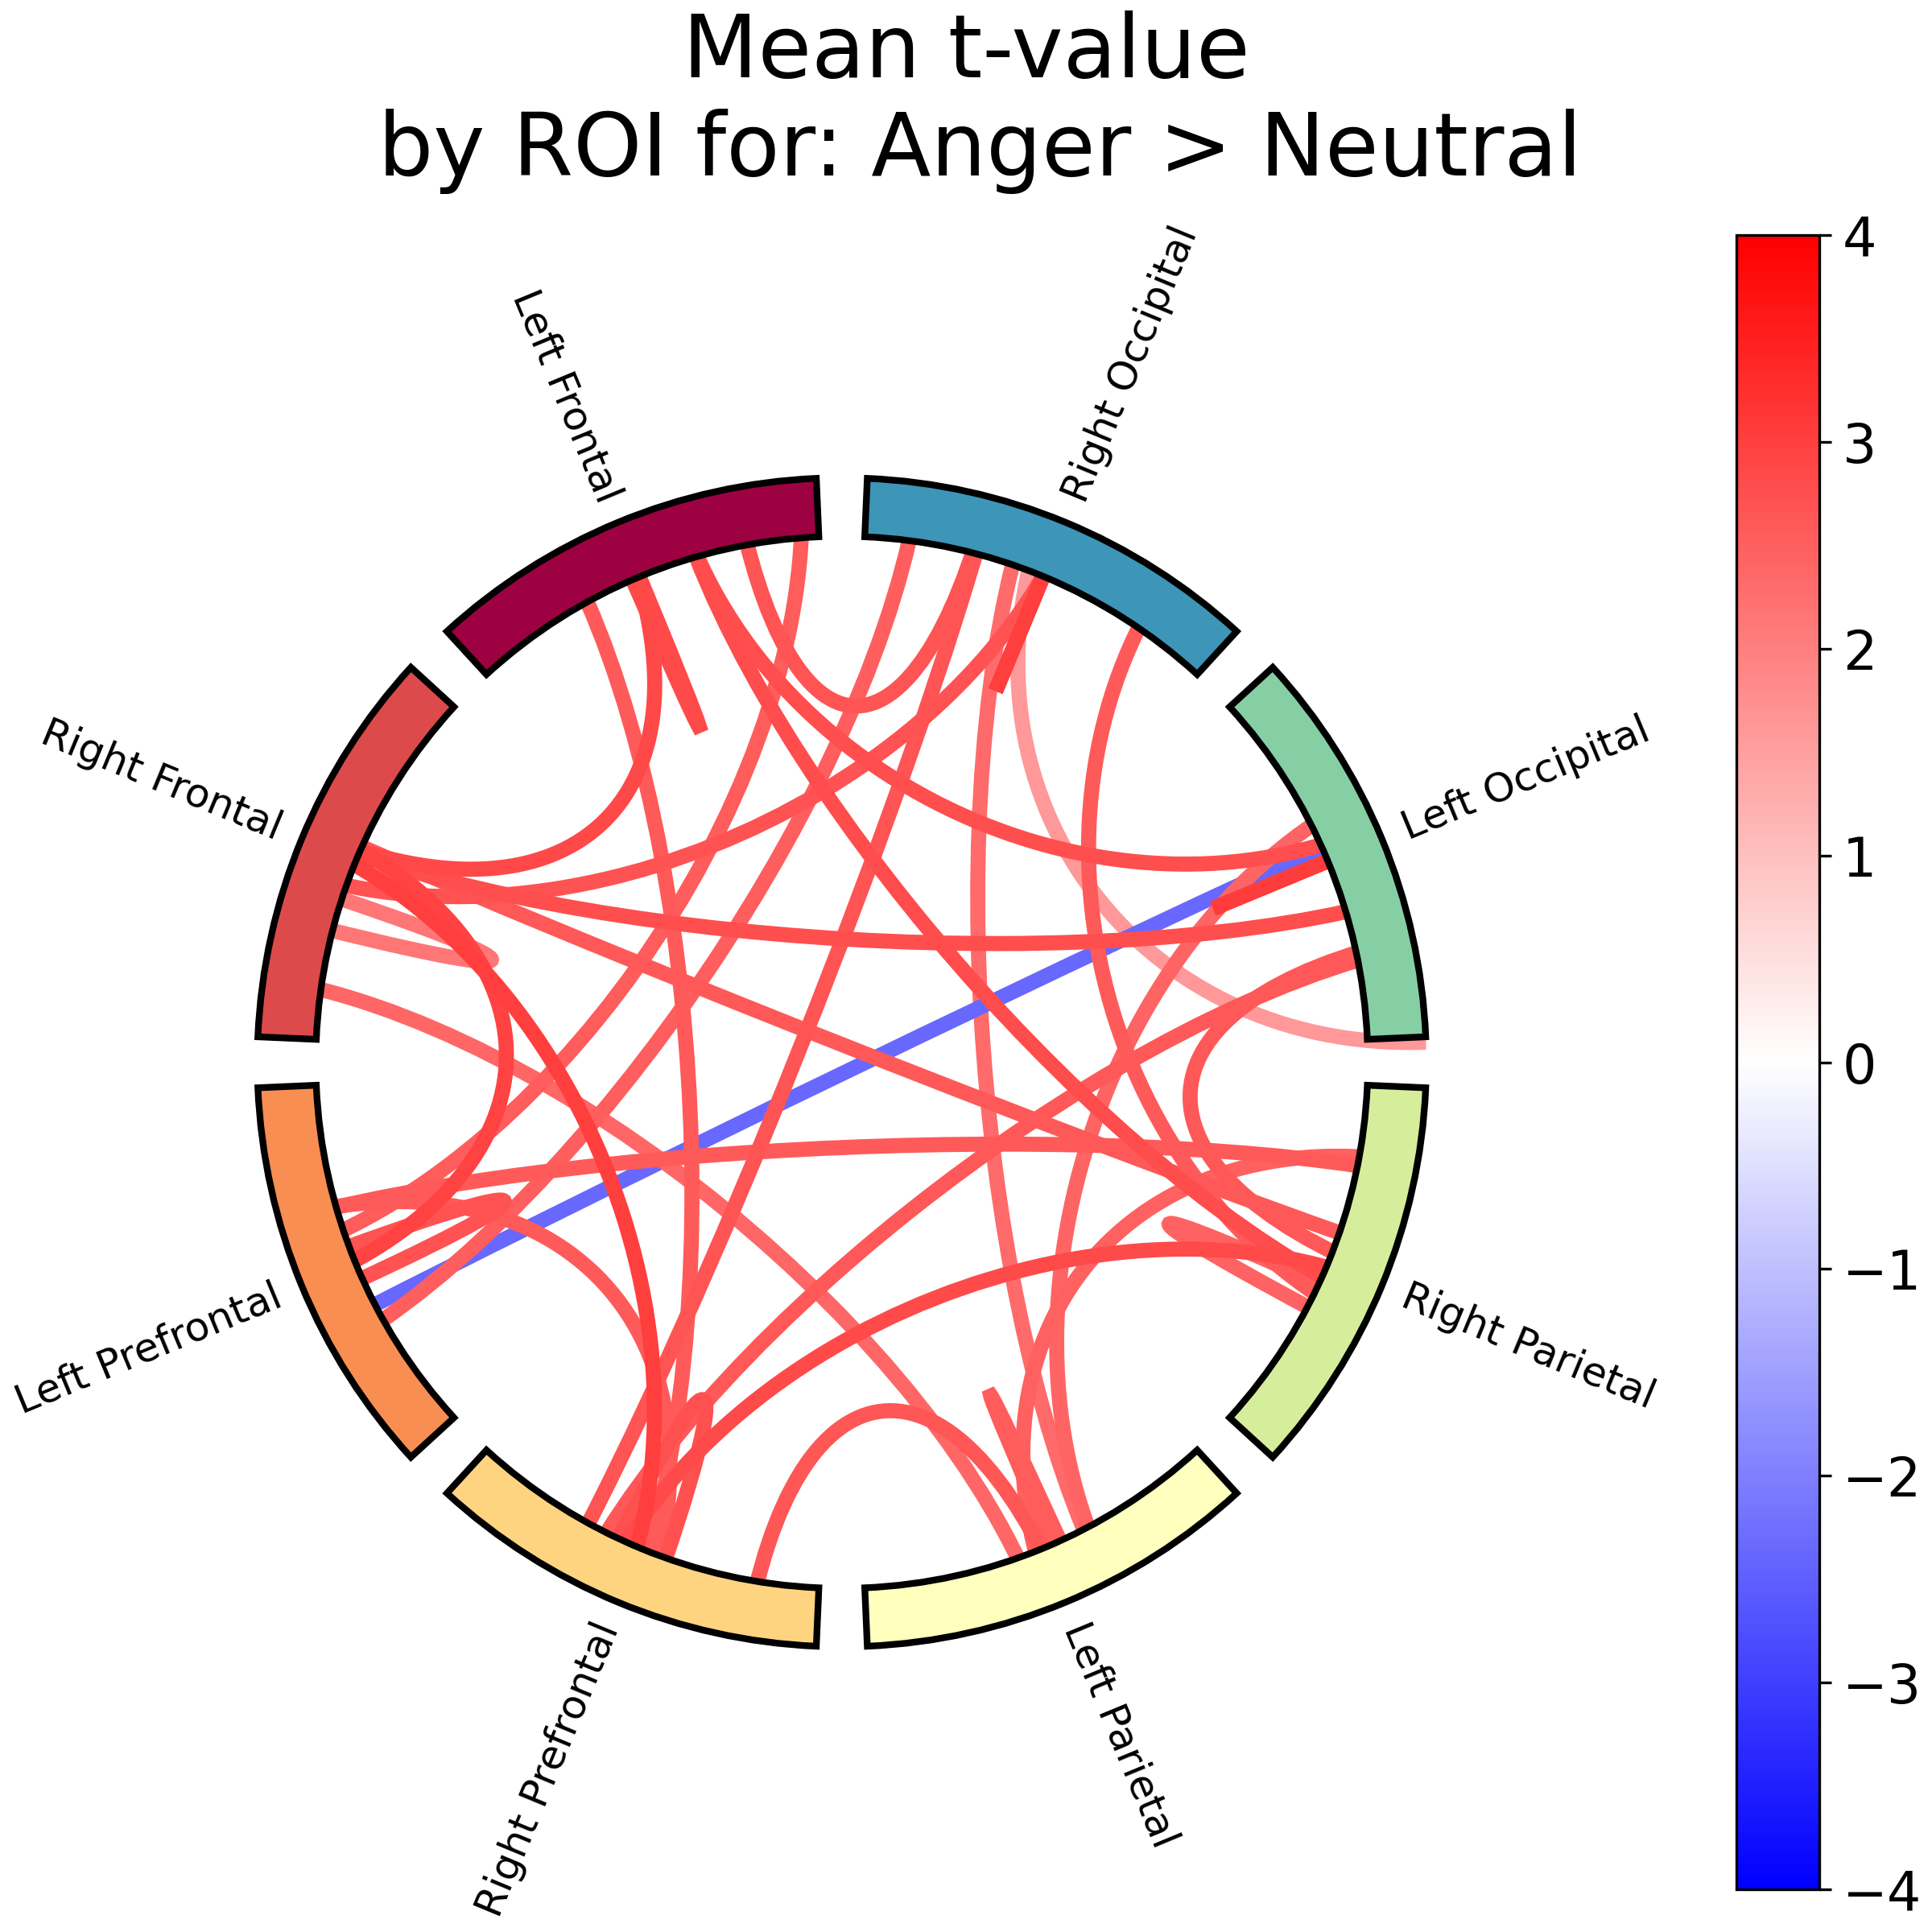 Mean t-value
by ROI for: Anger > Neutral
Right Occipital
Left Frontal
Left Occipital
Right Frontal
Right Parietal
Left Prefrontal
Left Parietal
Right Prefrontal
4
3
2
1
0
−1
−2
−3
−4